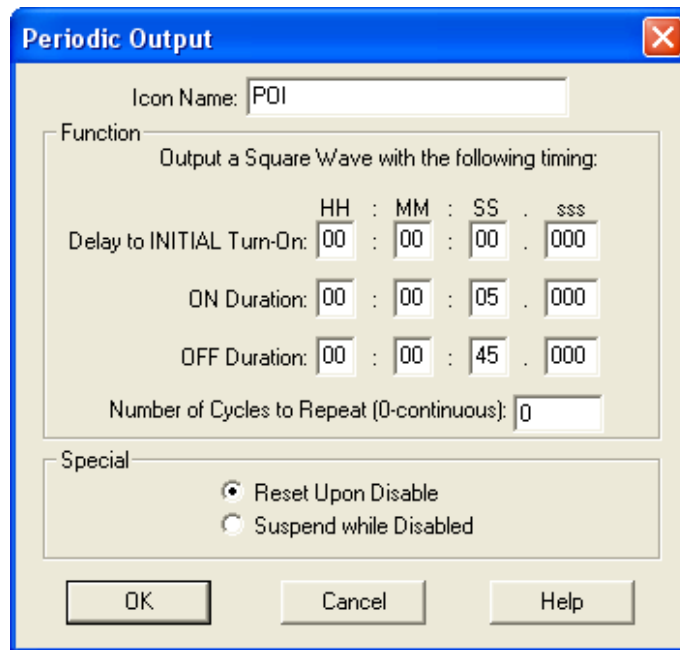 Periodic Output
Icon Name: POI
Function
Output a Square Wave with the following timing:
HH : MM : SS . sss
Delay to INITIAL Turn-On: 00 : 00 : 00 . 000
ON Duration: 00 : 00 : 05 . 000
OFF Duration: 00 : 00 : 45 . 000
Number of Cycles to Repeat (0-continuous): 0
Special
Reset Upon Disable
Suspend while Disabled
OK Cancel Help